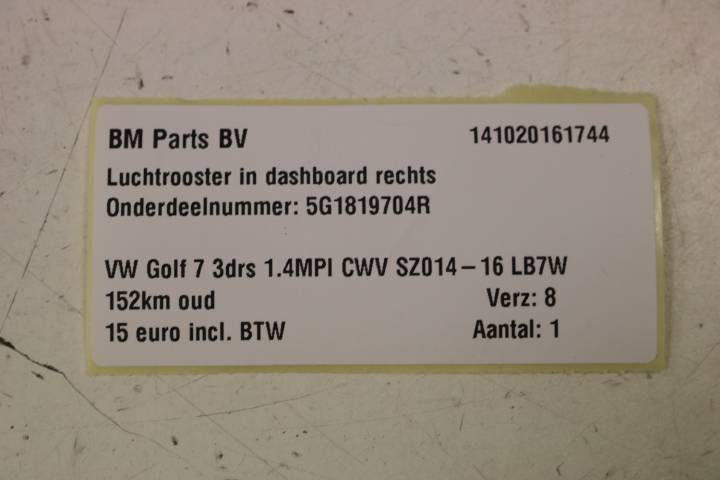 BM Parts BV 141020161744
Luchtrooster in dashboard rechts
Onderdeelnummer: 5G1819704R
VW Golf 7 3drs 1.4MPI CWV SZ014-16 LB7W
152km oud Verz: 8
15 euro incl. BTW Aantal: 1